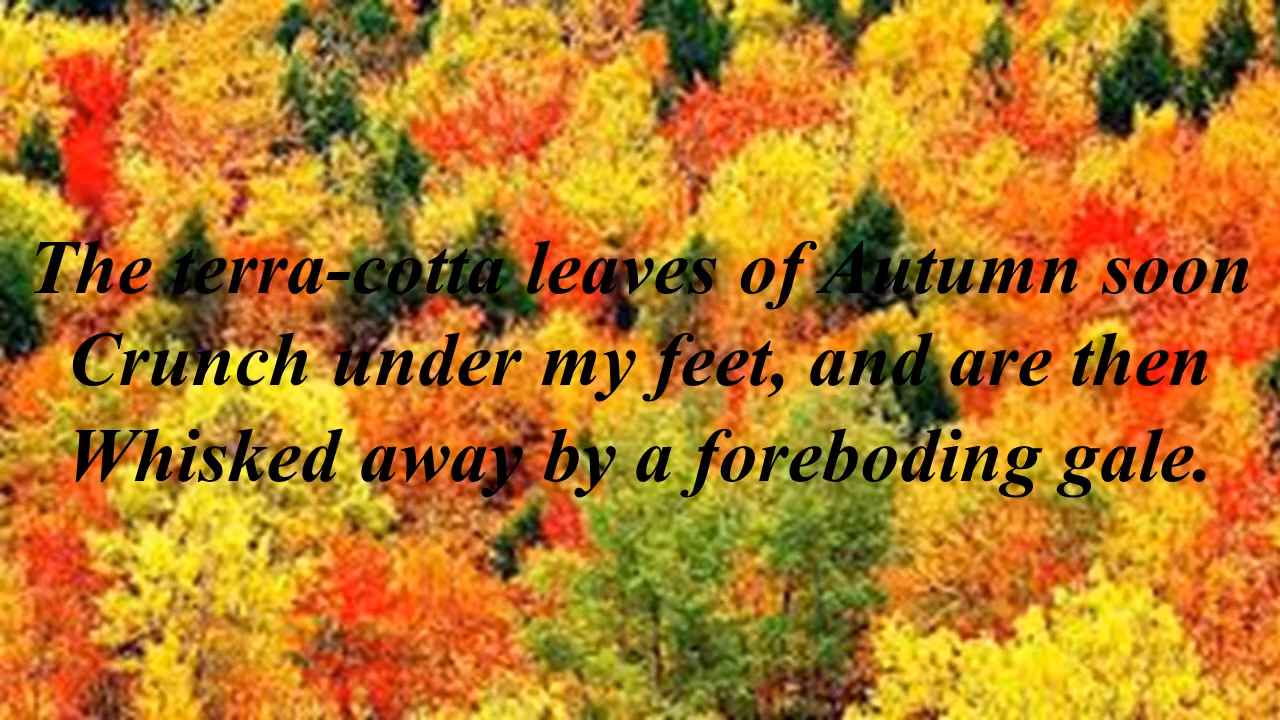 The terra-cotta leaves of Autumn soon
Crunch under my feet, and are then
Whisked away by a foreboding gale.